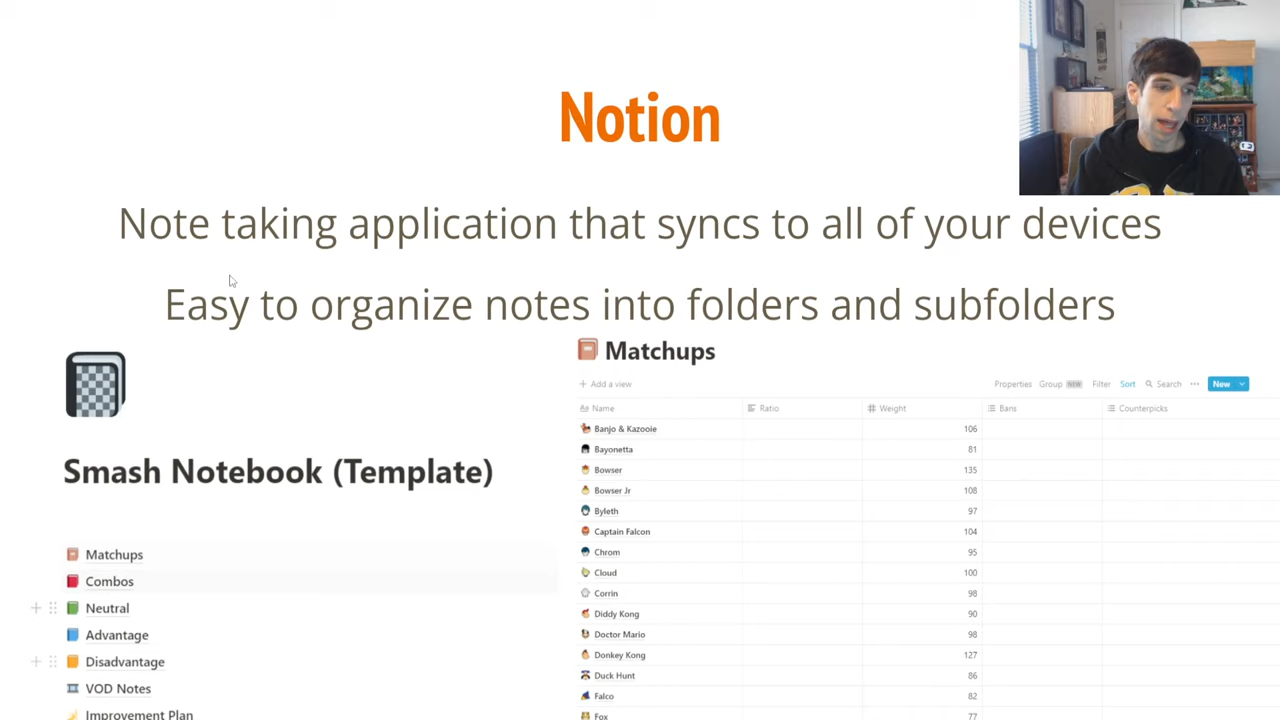 Notion
Note taking application that syncs to all of your devices
Easy to organize notes into folders and subfolders
Smash Notebook (Template)
Matchups
Combos
Neutral
Advantage
Disadvantage
VOD Notes
Improvement Plan
Matchups
Add a view
Properties Group NEW Filter Sort Search New
Name Ratio Weight Bans Counterpicks
Banjo & Kazooie 106
Bayonetta 81
Bowser 135
Bowser Jr 108
Byleth 97
Captain Falcon 104
Chrom 95
Cloud 100
Corrin 98
Diddy Kong 90
Doctor Mario 98
Donkey Kong 127
Duck Hunt 86
Falco 82
Fox 77